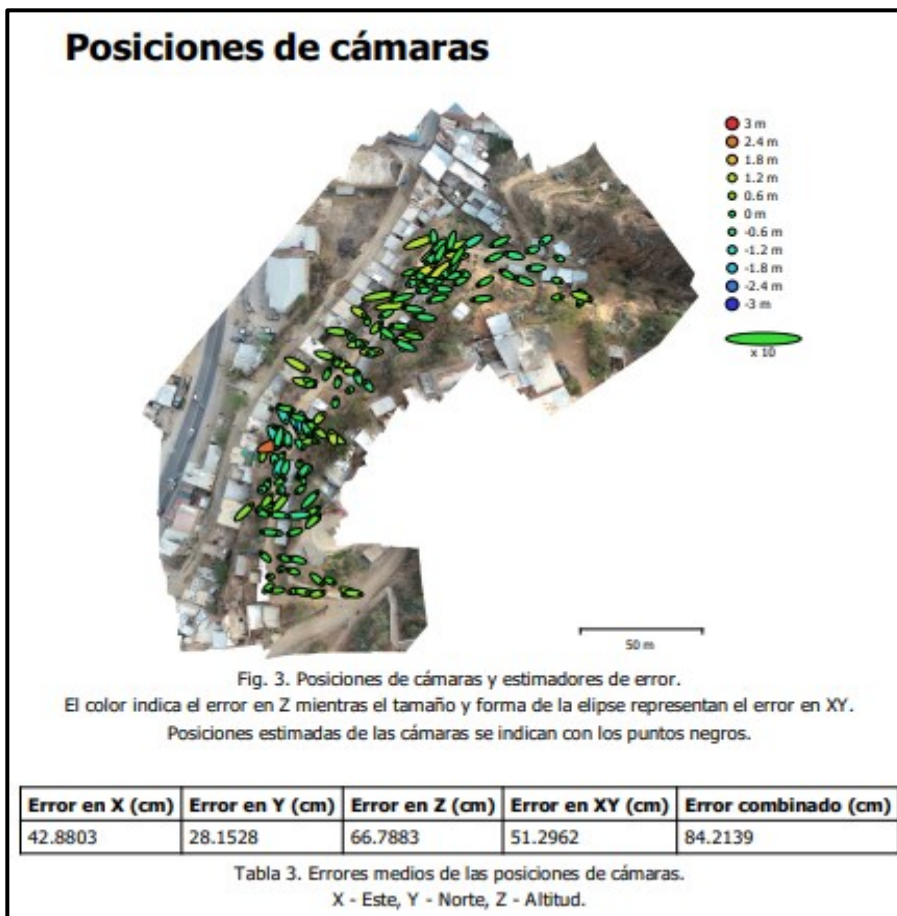 Posiciones de cámaras
3 m
2.4 m
1.8 m
1.2 m
0.6 m
0 m
-0.6 m
-1.2 m
-1.8 m
-2.4 m
-3 m
x 10
50 m
Fig. 3. Posiciones de cámaras y estimadores de error.
El color indica el error en Z mientras el tamaño y forma de la elipse representan el error en XY.
Posiciones estimadas de las cámaras se indican con los puntos negros.
Error en X (cm) Error en Y (cm) Error en Z (cm) Error en XY (cm) Error combinado (cm)
42.8803 28.1528 66.7883 51.2962 84.2139
Tabla 3. Errores medios de las posiciones de cámaras.
X - Este, Y - Norte, Z - Altitud.